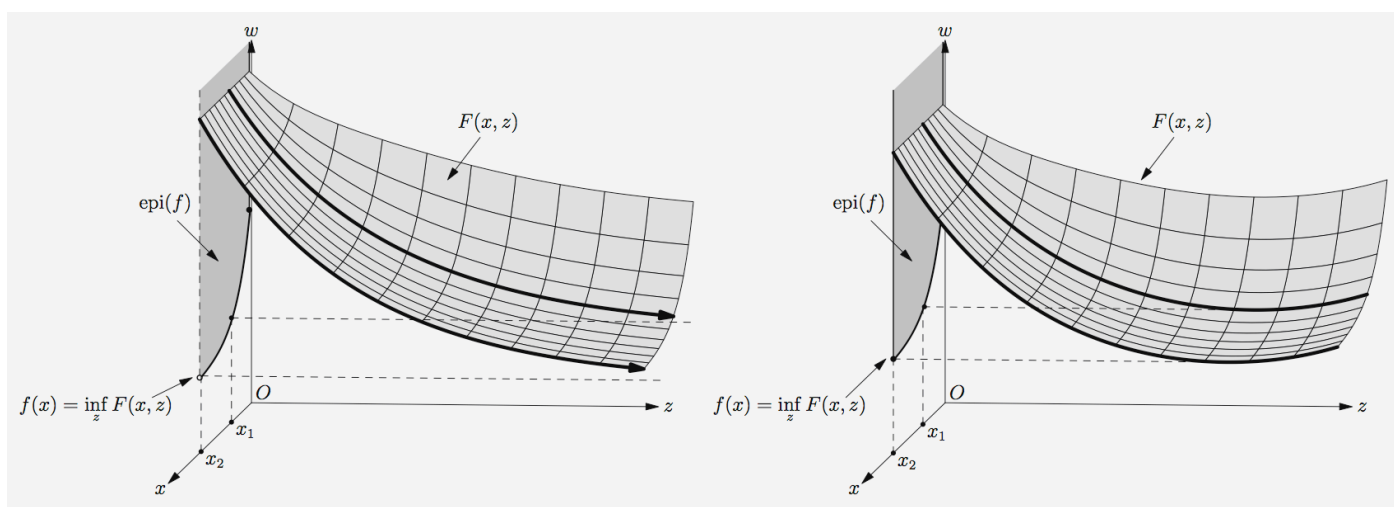 w
F(x, z)
epi(f)
O
f(x) = inf F(x, z)
z
z
x₁
x₂
x
w
F(x, z)
epi(f)
O
f(x) = inf F(x, z)
z
z
x₁
x₂
x